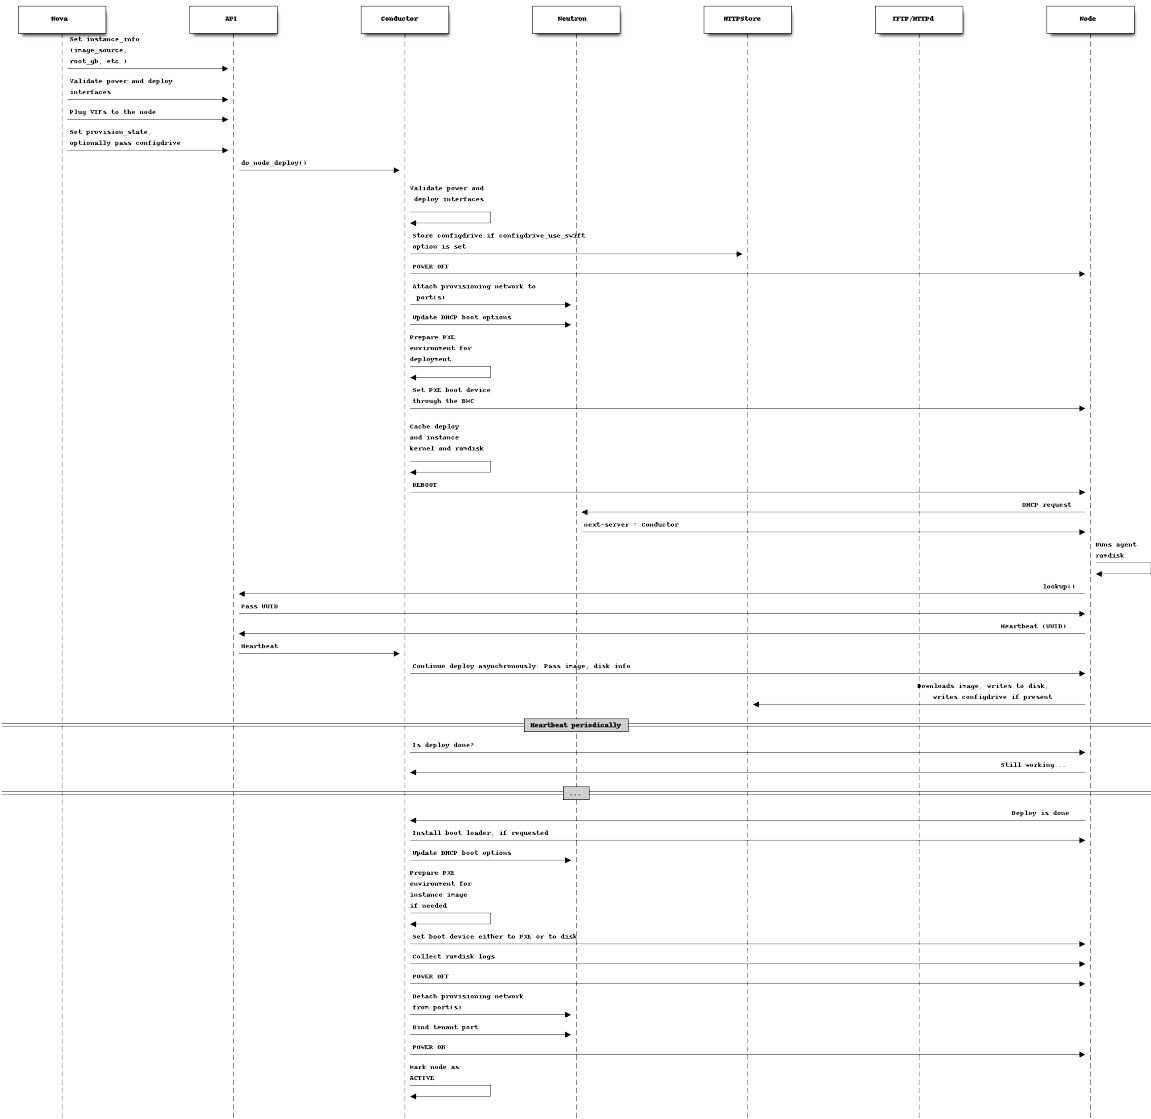 Nova
API
Conductor
Neutron
HTTPStore
TFTP/HTTPd
Node
Set instance_info
(image_source,
root_gb, etc.)
Validate power and deploy
interfaces
Plug VIFs to the node
Set provision_state,
optionally pass configdrive
do_node_deploy()
Validate power and
deploy interfaces
Store configdrive if configdrive_use_swift
option is set
POWER OFF
Attach provisioning network to
port(s)
Update DHCP boot options
Prepare PXE
environment for
deployment
Set PXE boot device
through the BMC
Cache deploy
and instance
kernel and ramdisk
REBOOT
DHCP request
next-server = Conductor
Runs agent
ramdisk
lookup()
Pass UUID
Heartbeat (UUID)
Heartbeat
Continue deploy asynchronously: Pass image, disk info
Downloads image, writes to disk,
writes configdrive if present
Heartbeat periodically
Is deploy done?
Still working...
...
Deploy is done
Install boot loader, if requested
Update DHCP boot options
Prepare PXE
environment for
instance image
if needed
Set boot device either to PXE or to disk
Collect ramdisk logs
POWER OFF
Detach provisioning network
from port(s)
Bind tenant port
POWER ON
Mark node as
ACTIVE